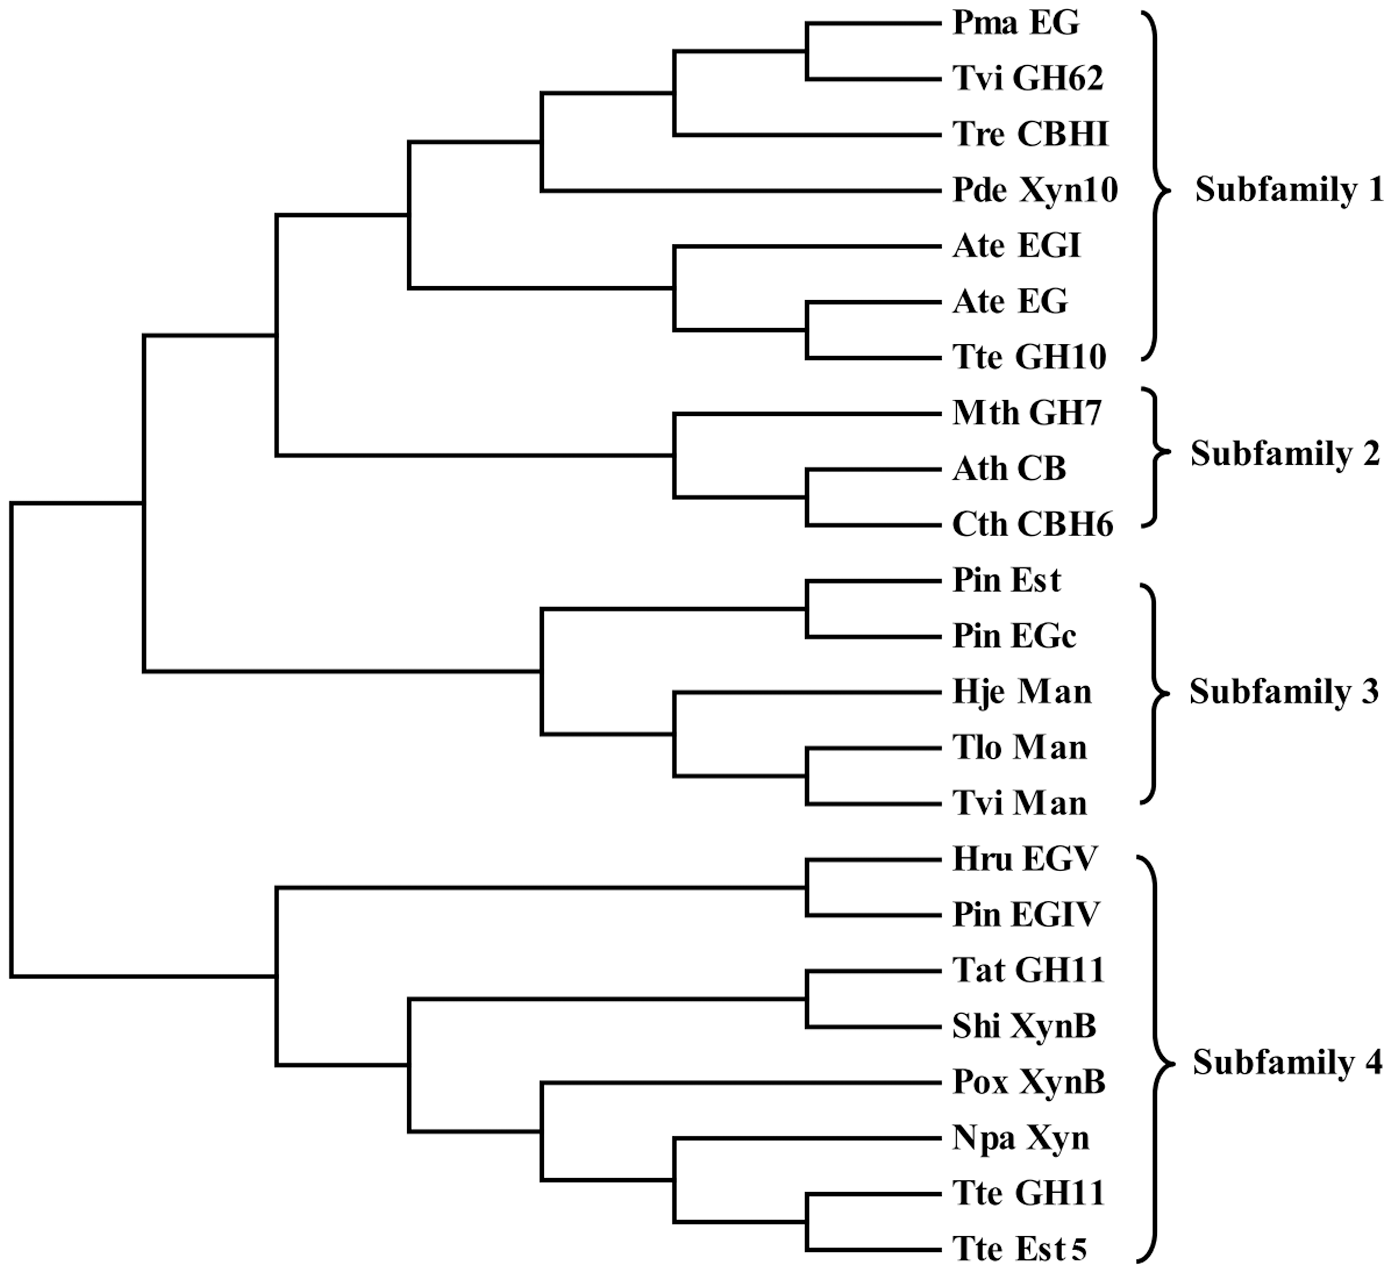 Pma EG
Tvi GH62
Tre CBHI
Pde Xyn10
Subfamily 1
Ate EGI
Ate EG
Tte GH10
Mth GH7
Subfamily 2
Ath CB
Cth CBH6
Pin Est
Pin EGc
Hje Man
Subfamily 3
Tlo Man
Tvi Man
Hru EGV
Pin EGIV
Tat GH11
Shi XynB
Subfamily 4
Pox XynB
Npa Xyn
Tte GH11
Tte Est5